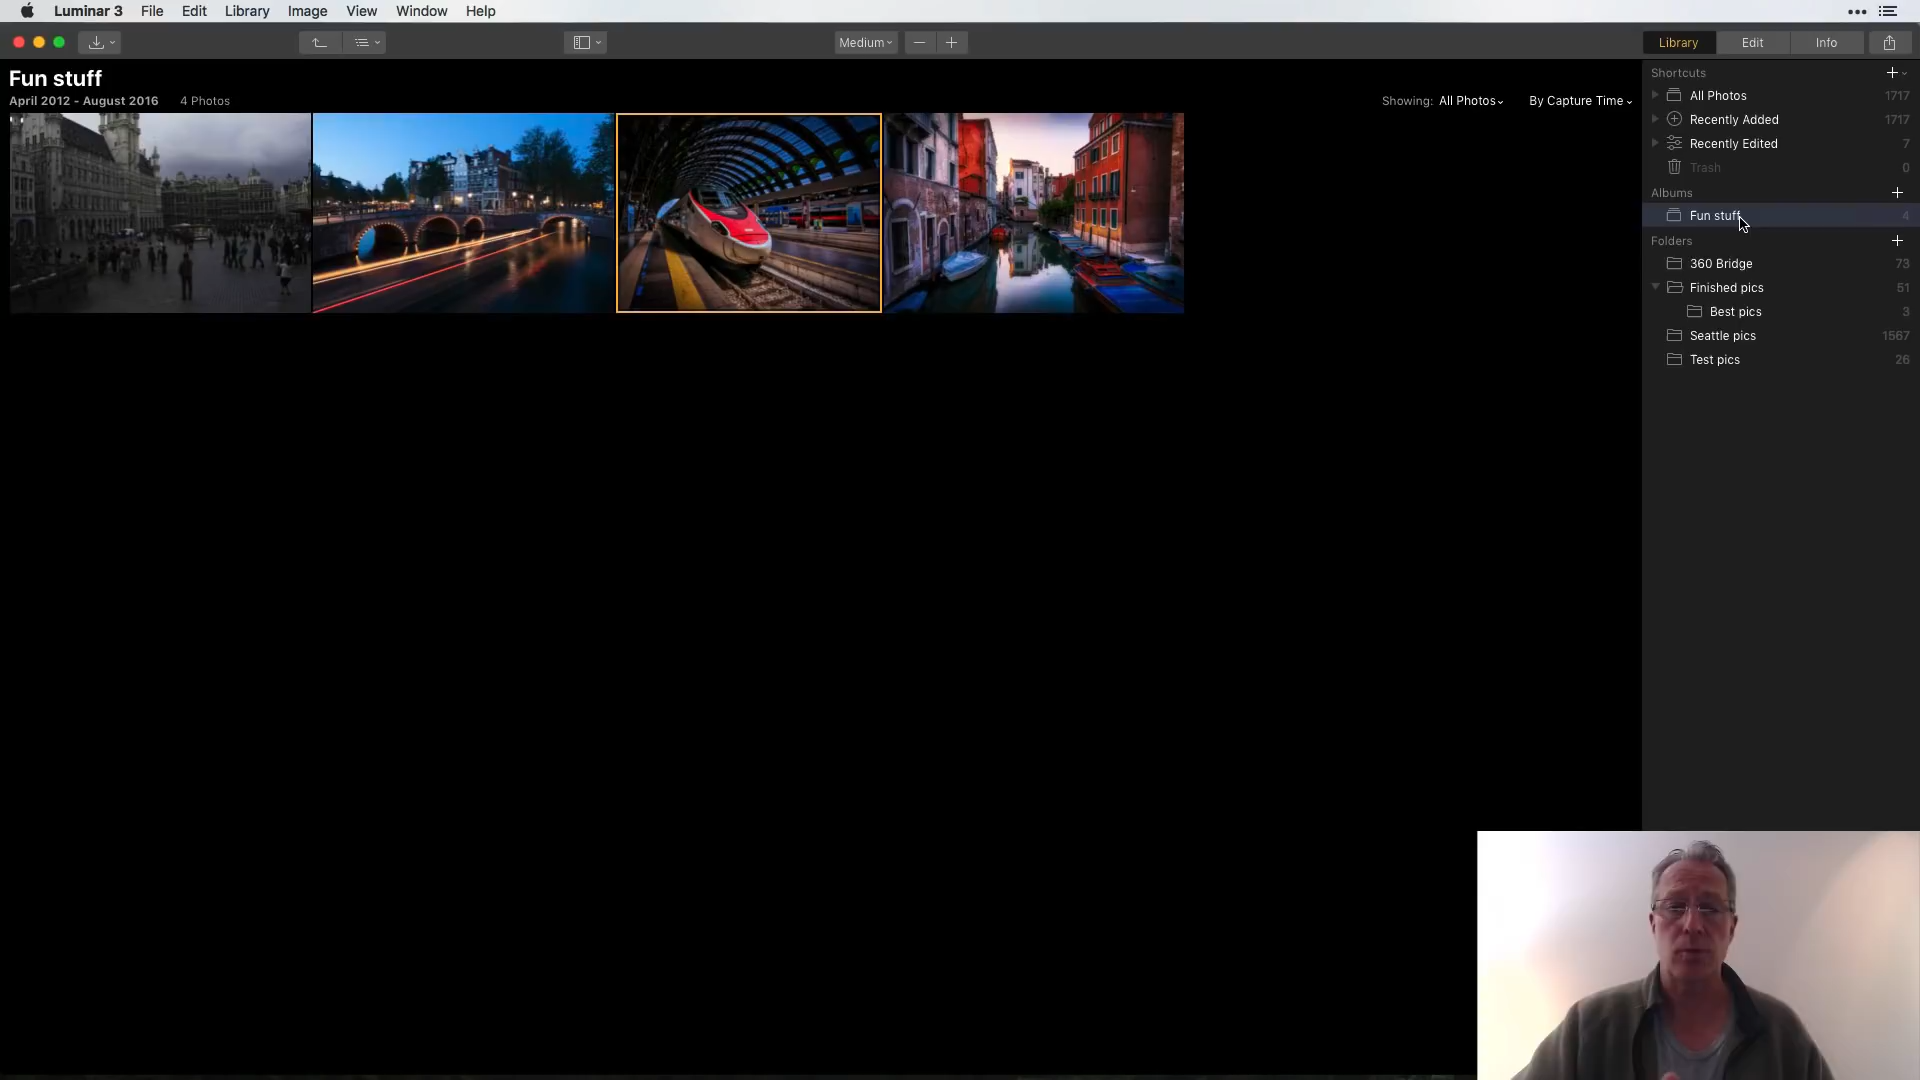 Luminar 3 File Edit Library Image View Window Help
Medium Library Edit Info
Fun stuff
April 2012 - August 2016 4 Photos
Showing: All Photos By Capture Time
Shortcuts
All Photos 1717
Recently Added 1717
Recently Edited 7
Trash 0
Albums
Fun stuff 4
Folders
360 Bridge 73
Finished pics 51
Best pics 3
Seattle pics 1567
Test pics 26